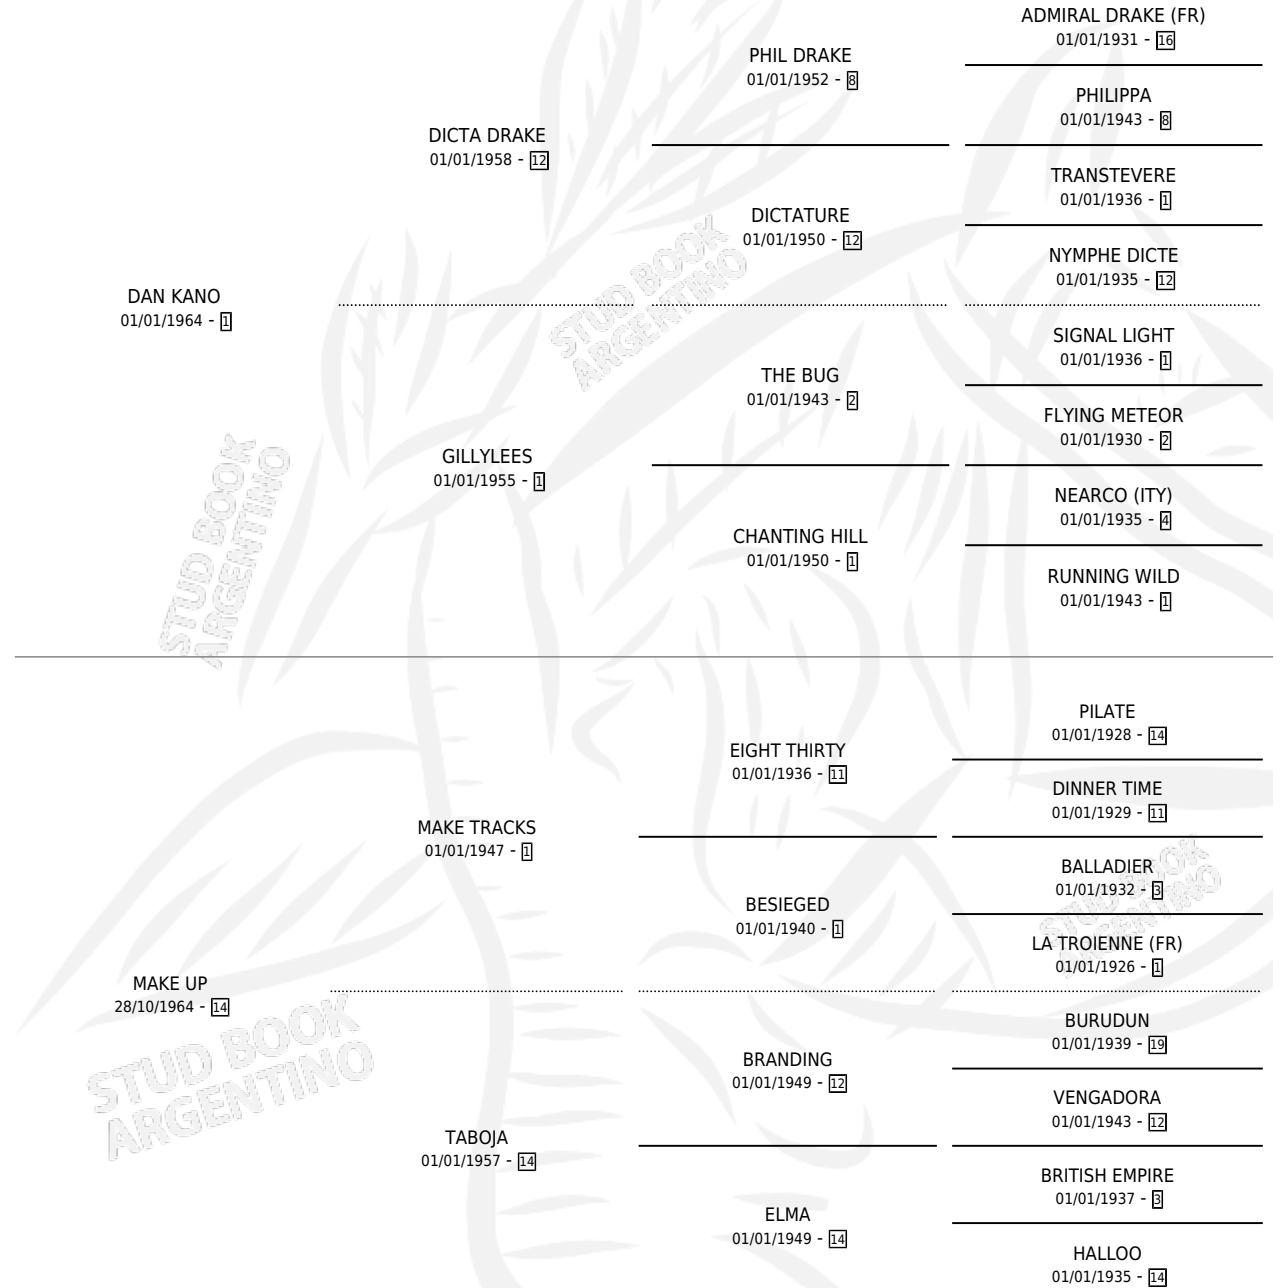 ADMIRAL DRAKE (FR)
01/01/1931 - 16
PHIL DRAKE
01/01/1952 - 8
PHILIPPA
01/01/1943 - 8
DICTA DRAKE
01/01/1958 - 12
TRANSTEVERE
01/01/1936 - 1
DICTATURE
01/01/1950 - 12
NYMPHE DICTE
01/01/1935 - 12
DAN KANO
01/01/1964 - 1
SIGNAL LIGHT
01/01/1936 - 1
THE BUG
01/01/1943 - 2
FLYING METEOR
01/01/1930 - 2
GILLYLEES
01/01/1955 - 1
NEARCO (ITY)
01/01/1935 - 4
CHANTING HILL
01/01/1950 - 1
RUNNING WILD
01/01/1943 - 1
STUD BOOK
ARGENTINO
STUD BOOK
ARGENTINO
PILATE
01/01/1928 - 14
EIGHT THIRTY
01/01/1936 - 11
DINNER TIME
01/01/1929 - 11
MAKE TRACKS
01/01/1947 - 1
BALLADIER
01/01/1932 - 3
BESIEGED
01/01/1940 - 1
LA TROIENNE (FR)
01/01/1926 - 1
MAKE UP
28/10/1964 - 14
BURUDUN
01/01/1939 - 19
BRANDING
01/01/1949 - 12
VENGADORA
01/01/1943 - 12
TABOJA
01/01/1957 - 14
BRITISH EMPIRE
01/01/1937 - 3
ELMA
01/01/1949 - 14
HALLOO
01/01/1935 - 14
STUD BOOK
ARGENTINO
STUD BOOK
ARGENTINO